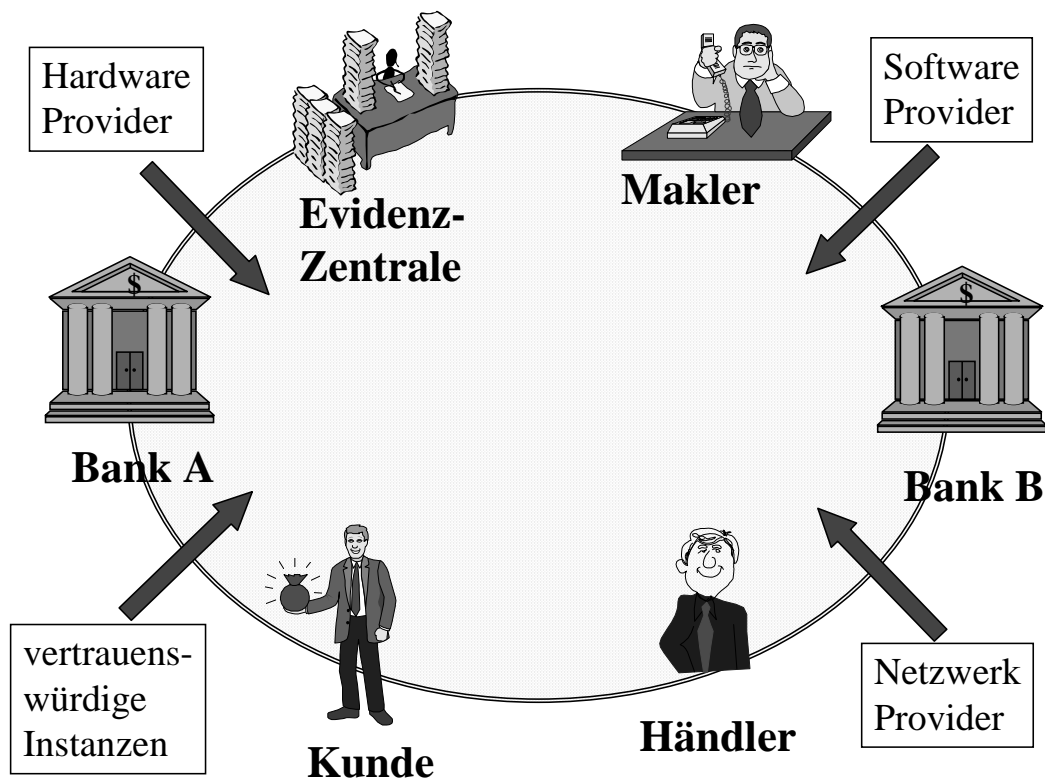 Hardware
Provider
Software
Provider
Evidenz-
Zentrale
Makler
$
$
Bank A
Bank B
vertrauens-
würdige
Instanzen
Kunde
Händler
Netzwerk
Provider